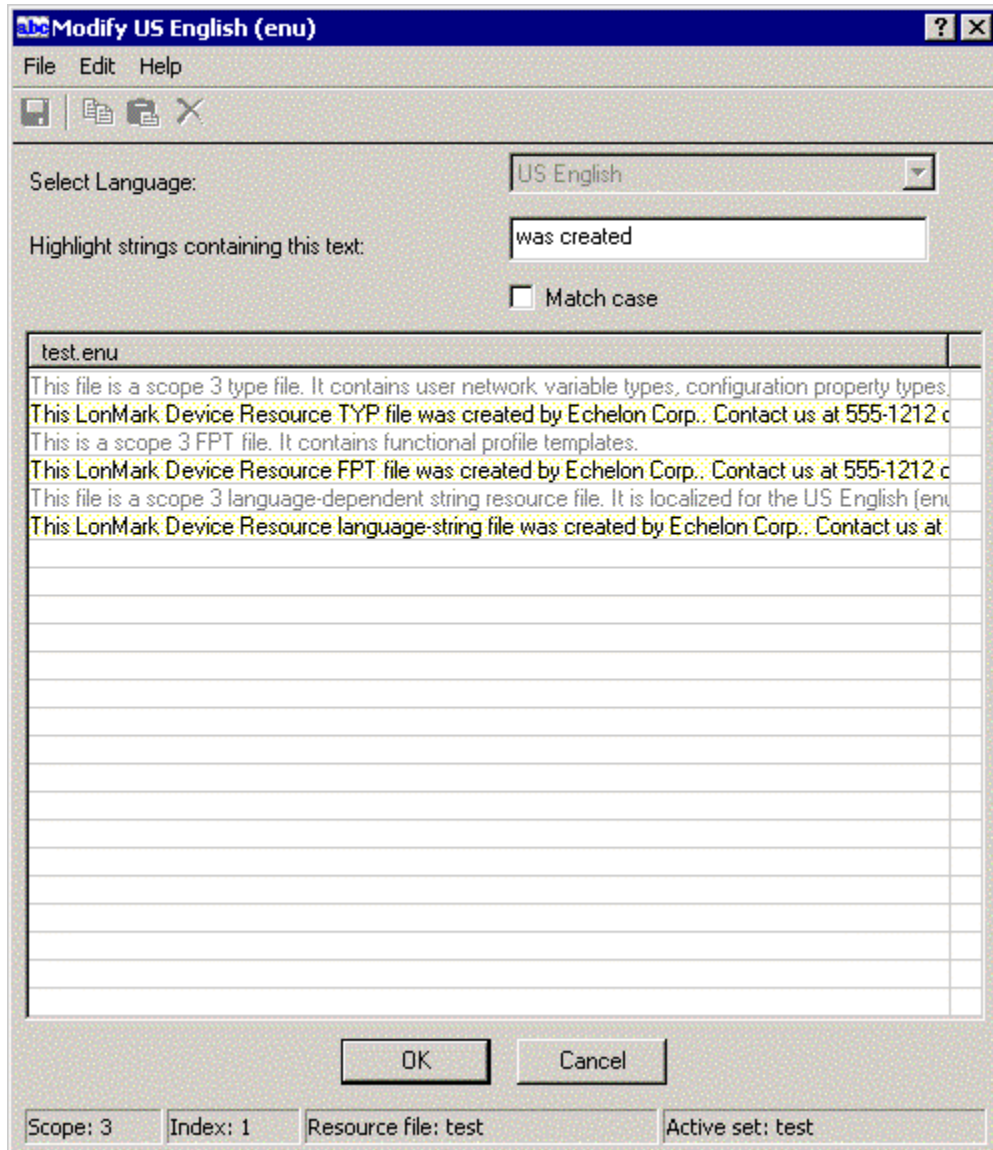 abc Modify US English (enu) ? X
File Edit Help
Select Language: US English
Highlight strings containing this text: was created
Match case
test.enu
This file is a scope 3 type file. It contains user network variable types, configuration property types,
This LonMark Device Resource TYP file was created by Echelon Corp.. Contact us at 555-1212 c
This is a scope 3 FPT file. It contains functional profile templates.
This LonMark Device Resource FPT file was created by Echelon Corp.. Contact us at 555-1212 c
This file is a scope 3 language-dependent string resource file. It is localized for the US English (enu
This LonMark Device Resource language-string file was created by Echelon Corp.. Contact us at
OK Cancel
Scope: 3 Index: 1 Resource file: test Active set: test